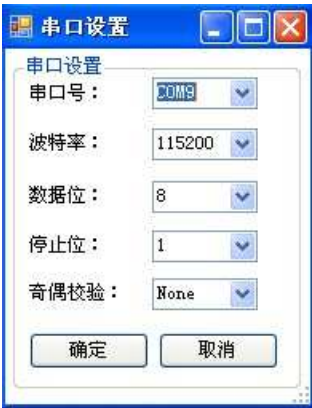 串口设置
串口设置
串口号： COM9
波特率： 115200
数据位： 8
停止位： 1
奇偶校验： None
确定 取消